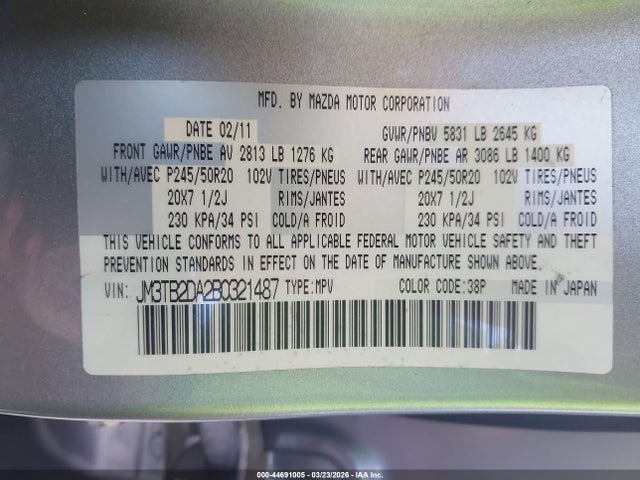 MFD. BY MAZDA MOTOR CORPORATION
DATE 02/11 GVWR/PNBV 5831 LB 2645 KG
FRONT GAWR/PNBE AV 2813 LB 1276 KG REAR GAWR/PNBE AR 3086 LB 1400 KG
WITH/AVEC P245/50R20 102V TIRES/PNEUS WITH/AVEC P245/50R20 102V TIRES/PNEUS
20X7 1/2J RIMS/JANTES 20X7 1/2J RIMS/JANTES
230 KPA/34 PSI COLD/A FROID 230 KPA/34 PSI COLD/A FROID
THIS VEHICLE CONFORMS TO ALL APPLICABLE FEDERAL MOTOR VEHICLE SAFETY AND THEFT
PREVENTION STANDARDS IN EFFECT ON THE DATE OF MANUFACTURE SHOWN ABOVE.
VIN: JM3TB2DA2B0321487 TYPE:MPV COLOR CODE:38P MADE IN JAPAN
000-44691005 - 03/23/2026 - IAAI Inc.